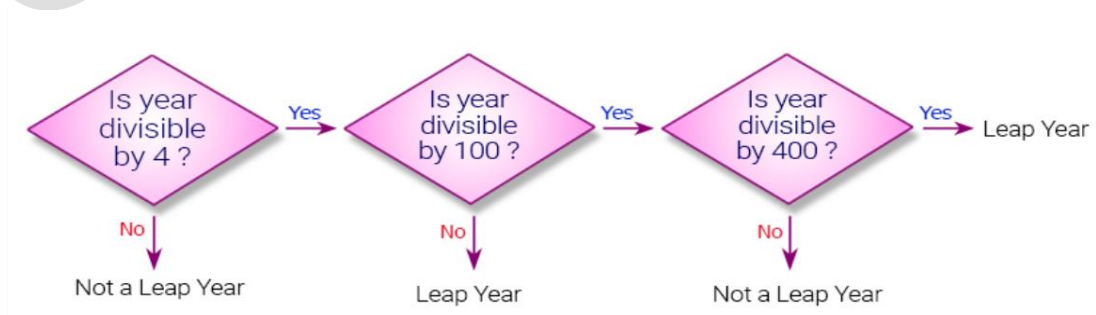 Is year
divisible
by 4 ?
Yes
Is year
divisible
by 100 ?
Yes
Is year
divisible
by 400 ?
Yes
Leap Year
No
Not a Leap Year
No
Leap Year
No
Not a Leap Year